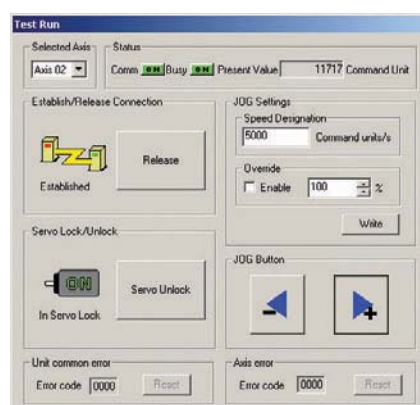 Test Run
Selected Axis
Axis 02
Status
Comm ON Busy ON Present Value 11717 Command Unit
Establish/Release Connection
Release
Established
JOG Settings
Speed Designation
5000 Command units/s
Override
Enable 100 %
Write
Servo Lock/Unlock
ON
Servo Unlock
In Servo Lock
JOG Button
- +
Unit common error
Error code 0000 Reset
Axis error
Error code 0000 Reset